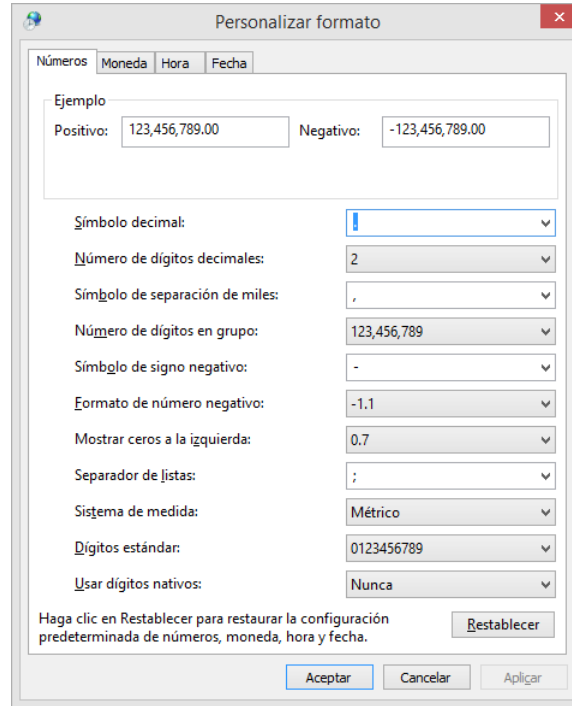 Personalizar formato
Números Moneda Hora Fecha
Ejemplo
Positivo: 123,456,789.00 Negativo: -123,456,789.00
Símbolo decimal: .
Número de dígitos decimales: 2
Símbolo de separación de miles: ,
Número de dígitos en grupo: 123,456,789
Símbolo de signo negativo: -
Formato de número negativo: -1.1
Mostrar ceros a la izquierda: 0.7
Separador de listas: ;
Sistema de medida: Métrico
Dígitos estándar: 0123456789
Usar dígitos nativos: Nunca
Haga clic en Restablecer para restaurar la configuración
predeterminada de números, moneda, hora y fecha.
Restablecer
Aceptar Cancelar Aplicar